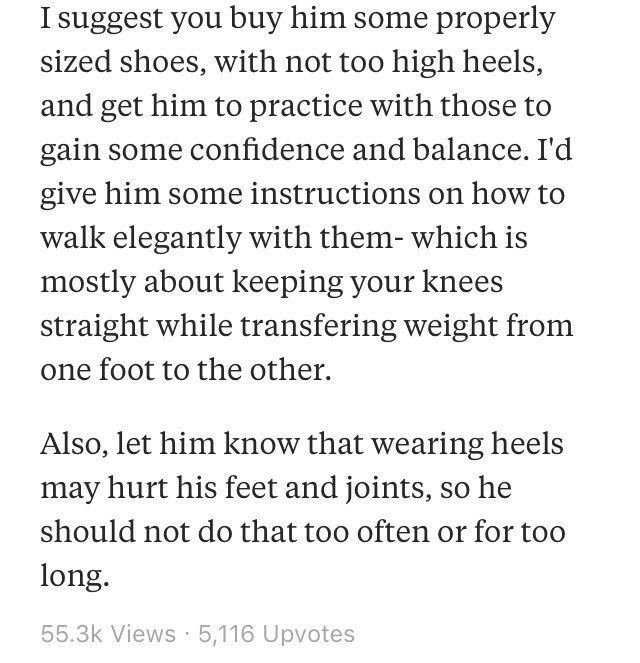 I suggest you buy him some properly
sized shoes, with not too high heels,
and get him to practice with those to
gain some confidence and balance. I'd
give him some instructions on how to
walk elegantly with them- which is
mostly about keeping your knees
straight while transfering weight from
one foot to the other.
Also, let him know that wearing heels
may hurt his feet and joints, so he
should not do that too often or for too
long.
55.3k Views · 5,116 Upvotes